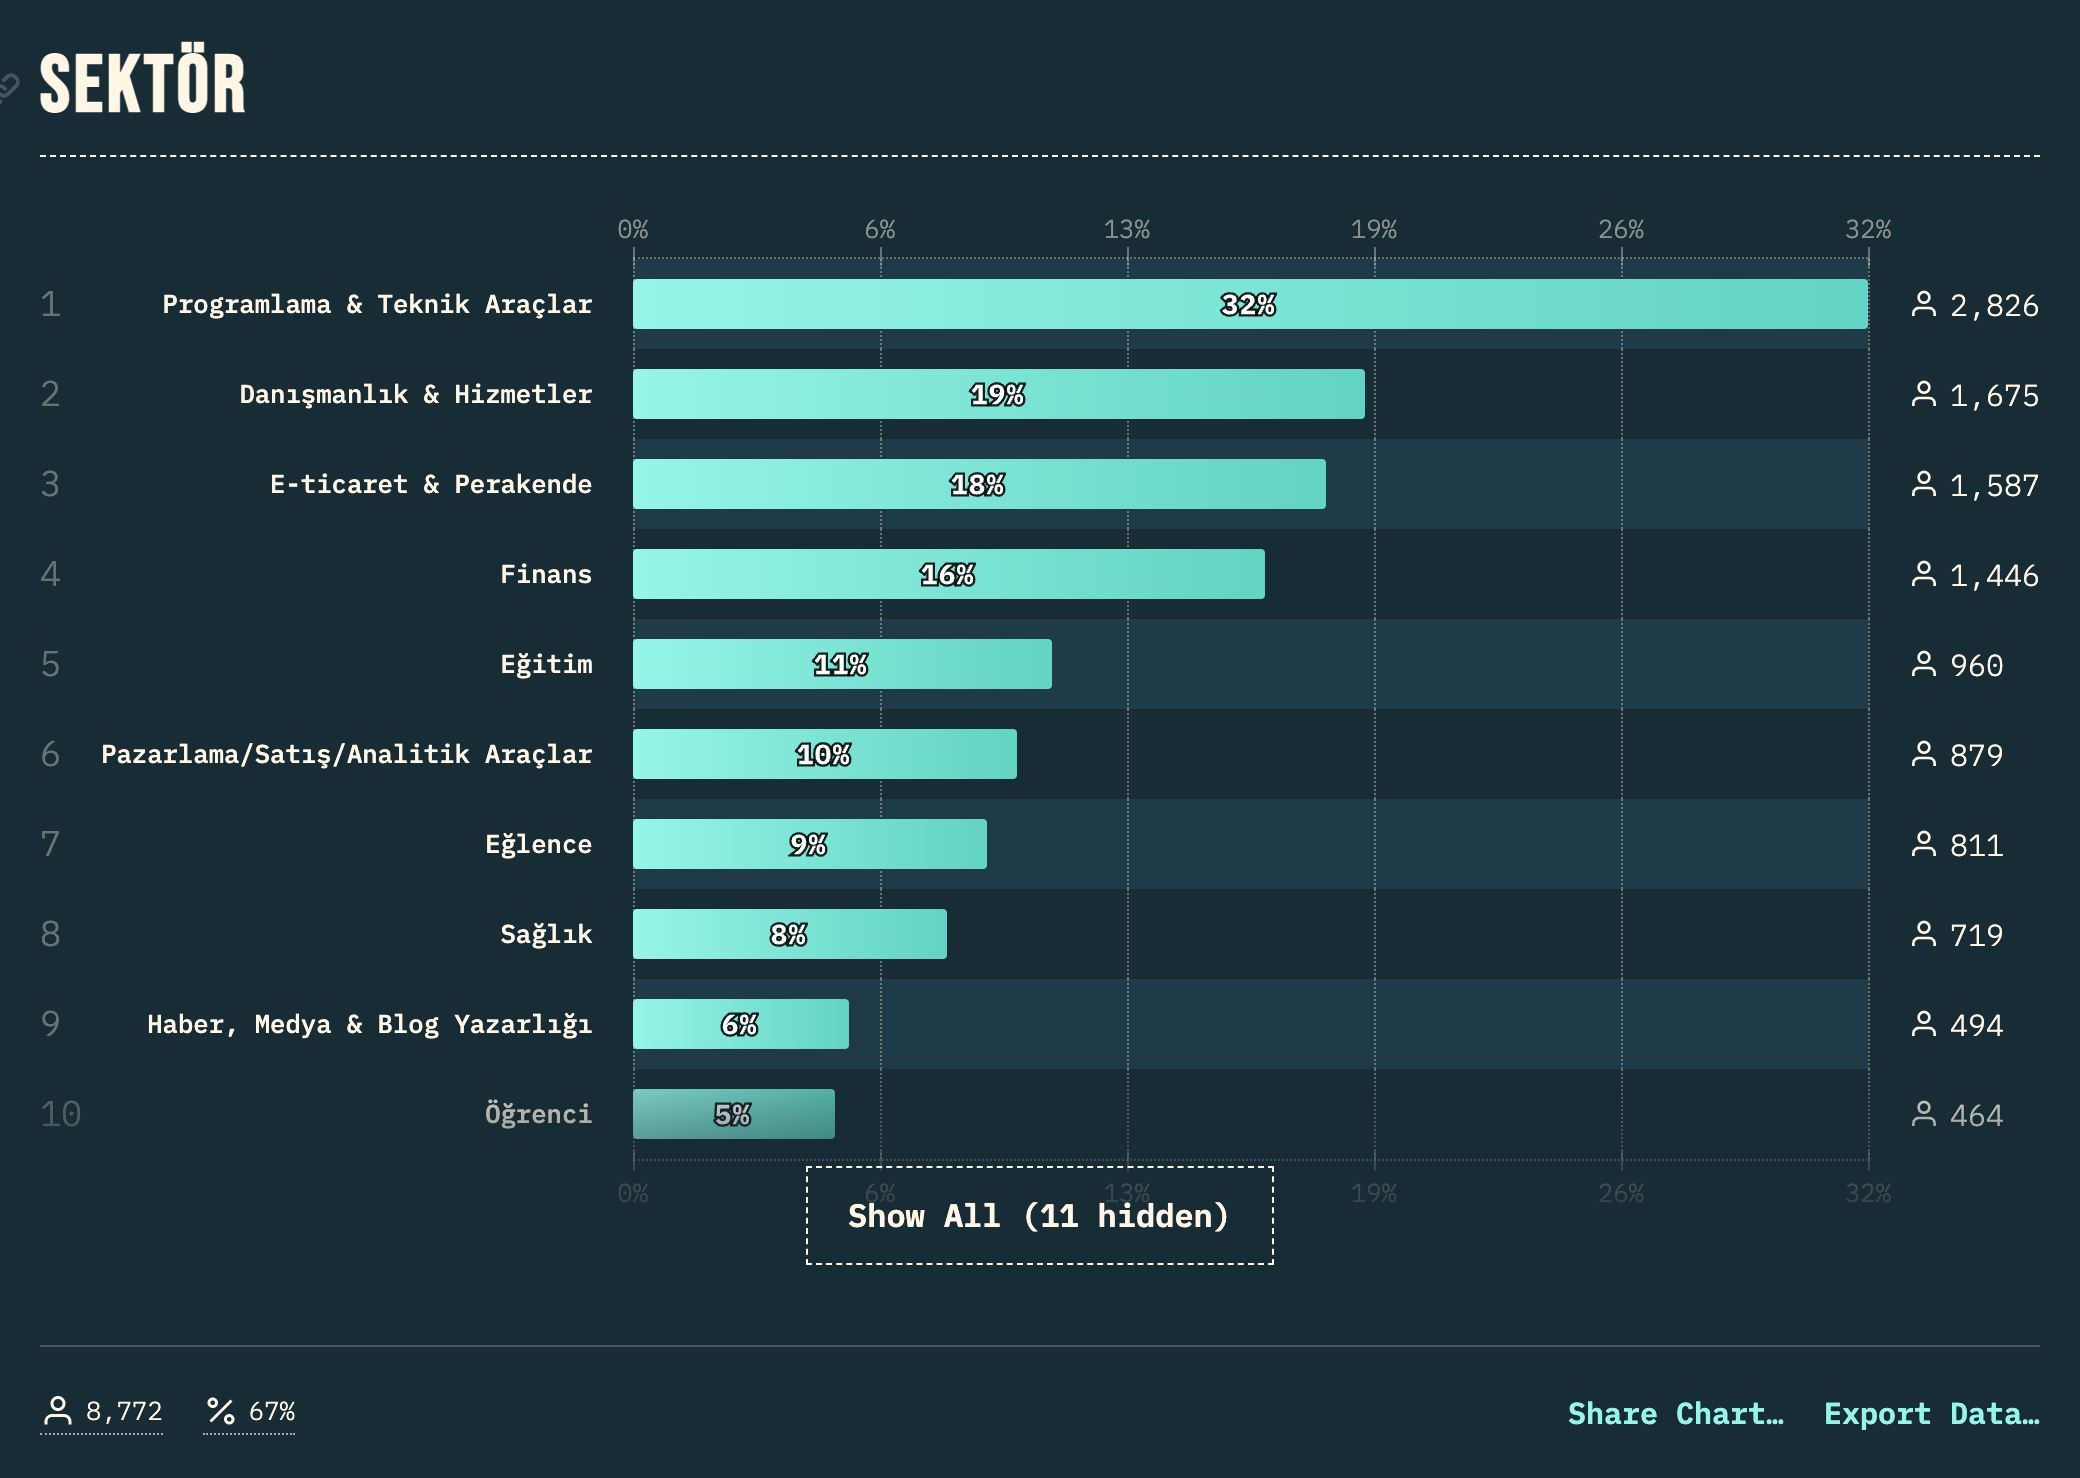 SEKTÖR
0% 6% 13% 19% 26% 32%
1 Programlama & Teknik Araçlar 32% 2,826
2 Danışmanlık & Hizmetler 19% 1,675
3 E-ticaret & Perakende 18% 1,587
4 Finans 16% 1,446
5 Eğitim 11% 960
6 Pazarlama/Satış/Analitik Araçlar 10% 879
7 Eğlence 9% 811
8 Sağlık 8% 719
9 Haber, Medya & Blog Yazarlığı 6% 494
10 Öğrenci 5% 464
0% 6% 13% 19% 26% 32%
Show All (11 hidden)
8,772 67% Share Chart… Export Data…